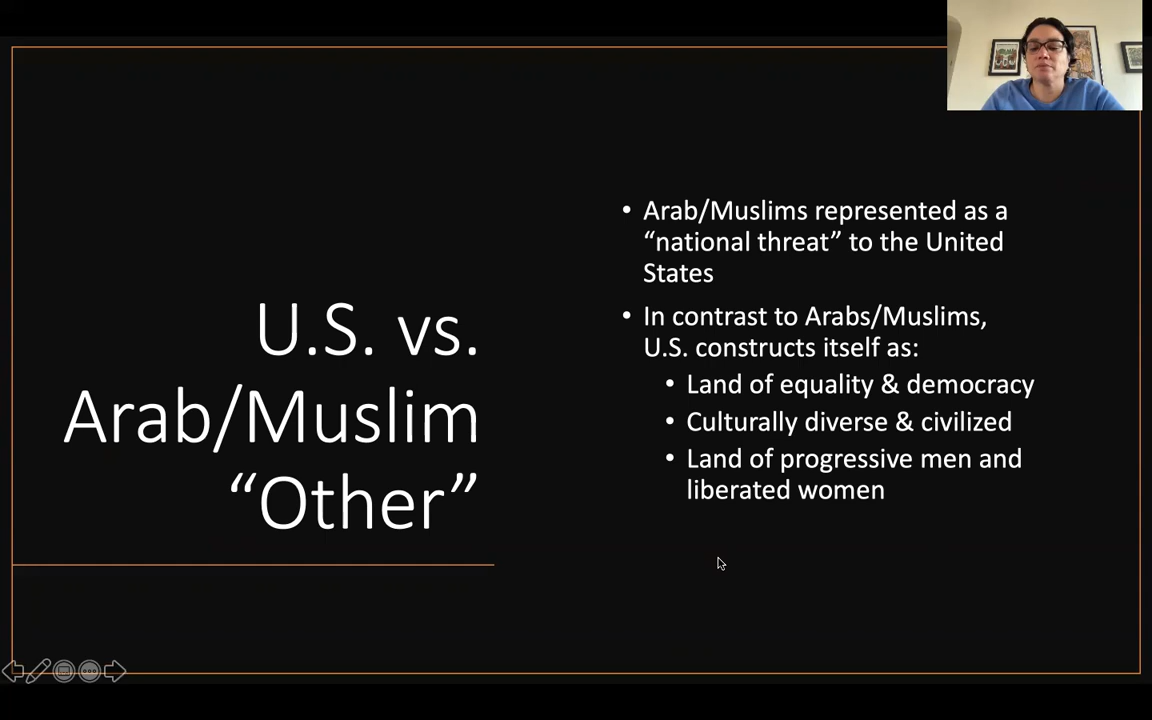 U.S. vs.
Arab/Muslim
“Other”
• Arab/Muslims represented as a
“national threat” to the United
States
• In contrast to Arabs/Muslims,
U.S. constructs itself as:
• Land of equality & democracy
• Culturally diverse & civilized
• Land of progressive men and
liberated women